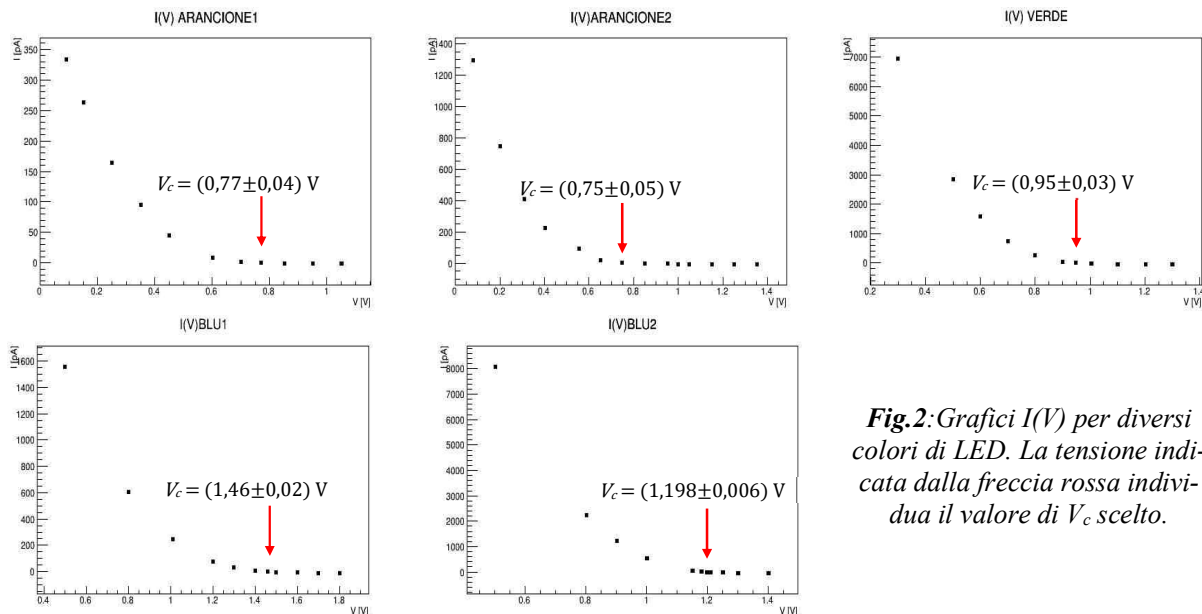 I(V) ARANCIONE1
I [pA]
350
300
250
200
150
100
50
0
V_c = (0,77±0,04) V
0 0.2 0.4 0.6 0.8 1
V [V]
I(V)ARANCIONE2
I [pA]
1400
1200
1000
800
600
400
200
0
V_c = (0,75±0,05) V
0 0.2 0.4 0.6 0.8 1 1.2 1.4
V [V]
I(V) VERDE
I [pA]
7000
6000
5000
4000
3000
2000
1000
0
V_c = (0,95±0,03) V
0.2 0.4 0.6 0.8 1 1.2 1.4
V [V]
I(V)BLU1
I [pA]
1600
1400
1200
1000
800
600
400
200
0
V_c = (1,46±0,02) V
0.4 0.6 0.8 1 1.2 1.4 1.6 1.8
V [V]
I(V)BLU2
I [pA]
8000
7000
6000
5000
4000
3000
2000
1000
0
V_c = (1,198±0,006) V
0.6 0.8 1 1.2 1.4
V [V]
Fig.2:Grafici I(V) per diversi
colori di LED. La tensione indi-
cata dalla freccia rossa indivi-
dua il valore di V_c scelto.